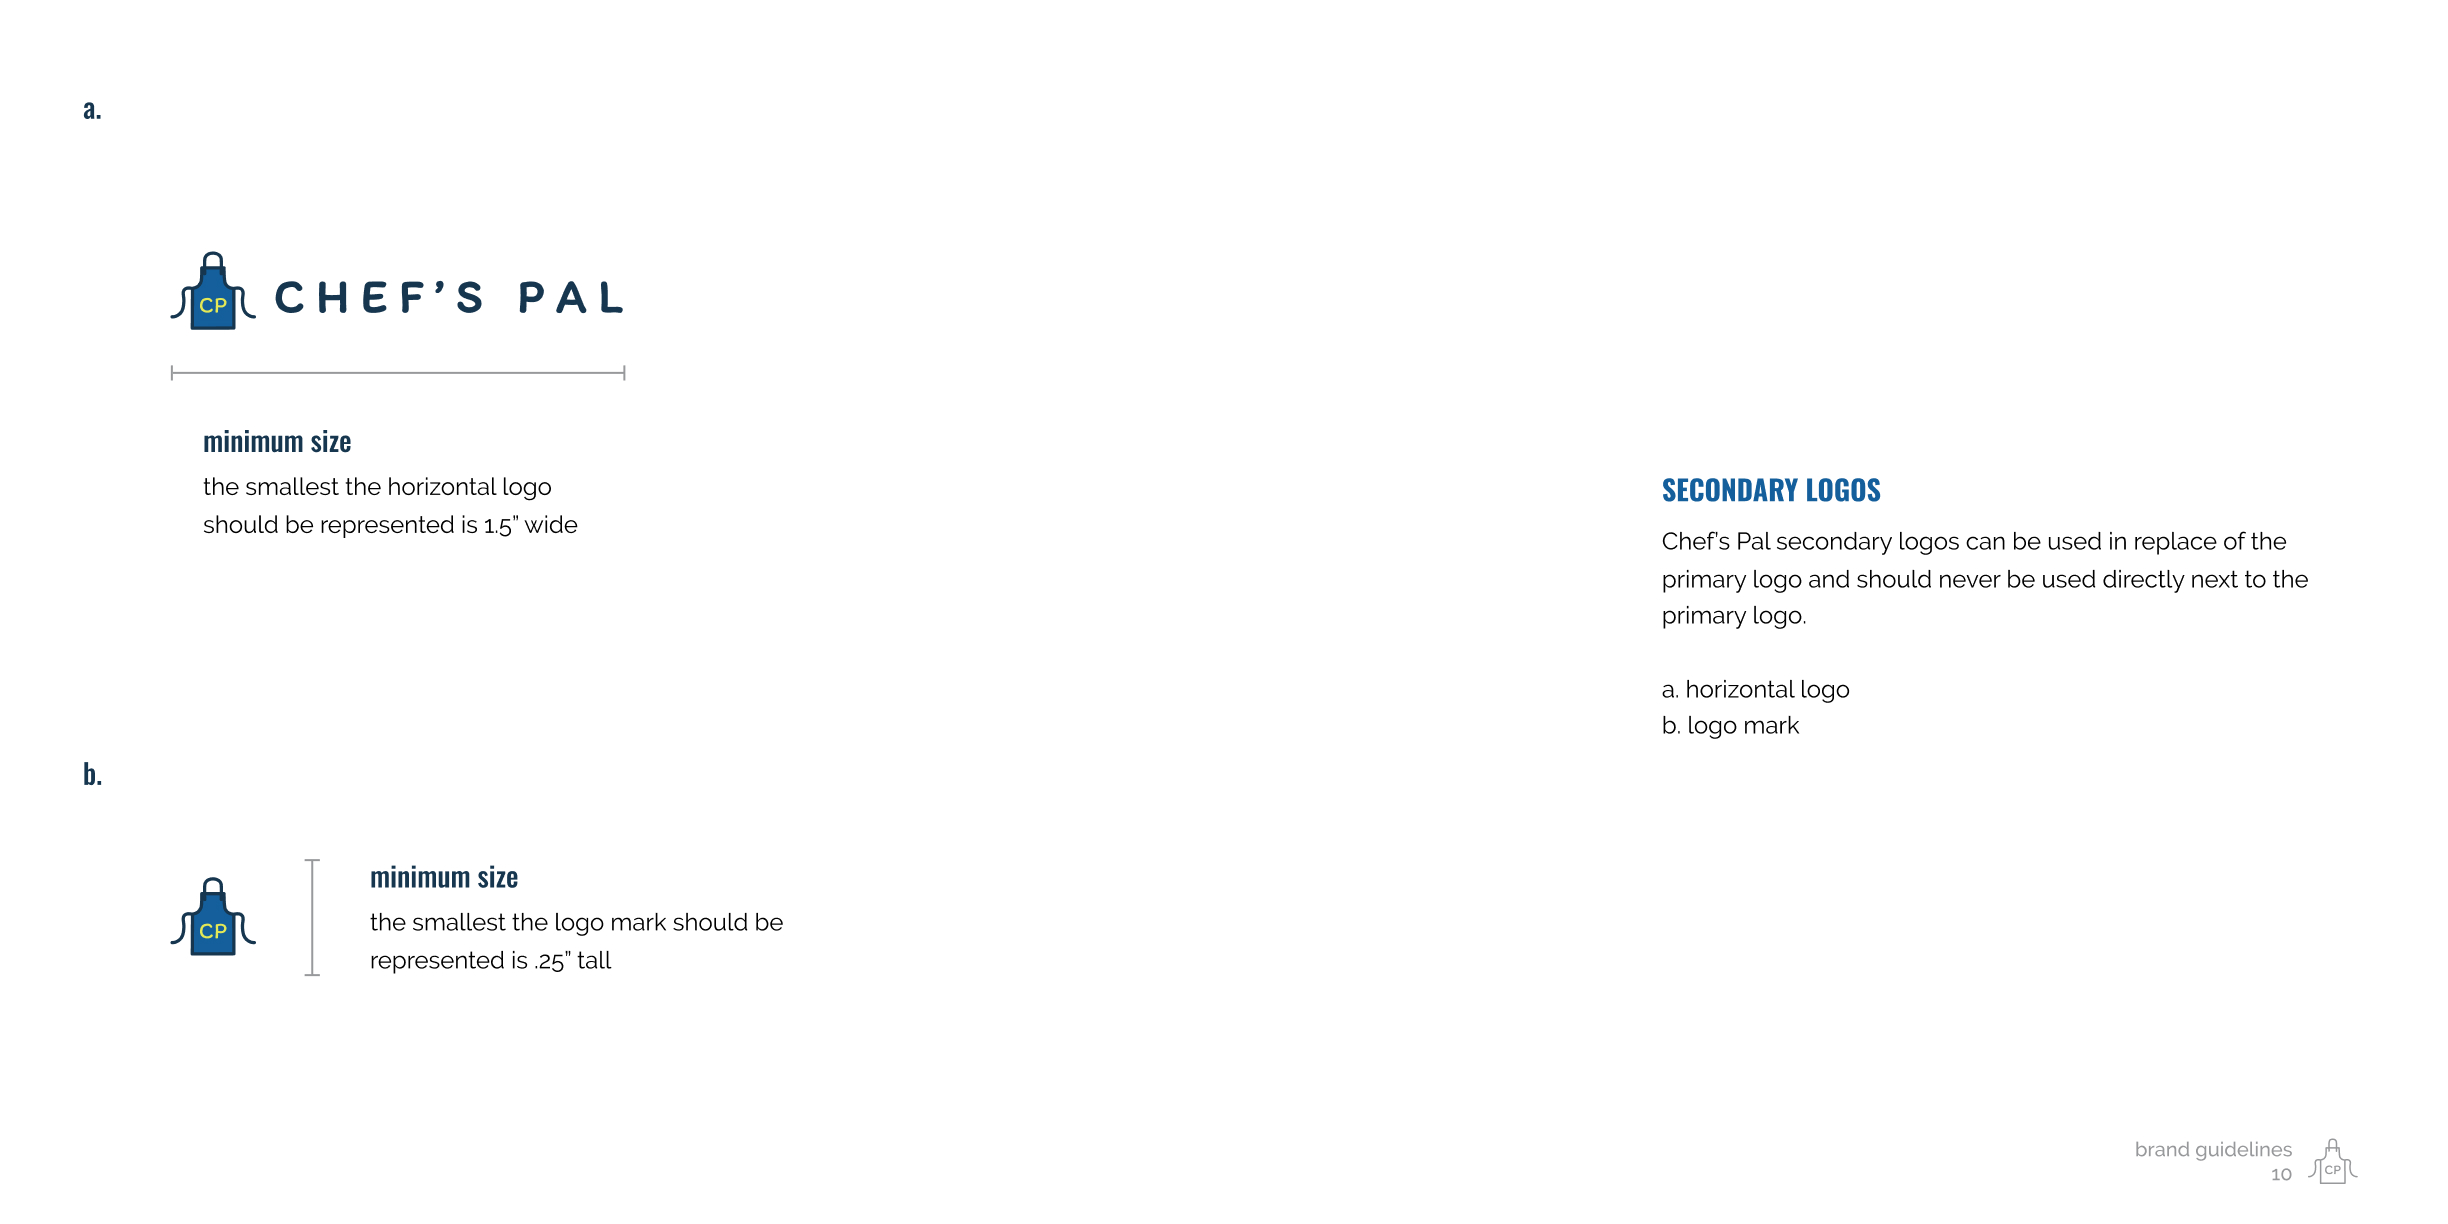 a.
CP CHEF’S PAL
minimum size
the smallest the horizontal logo
should be represented is 1.5” wide
b.
CP
minimum size
the smallest the logo mark should be
represented is .25” tall
SECONDARY LOGOS
Chef’s Pal secondary logos can be used in replace of the
primary logo and should never be used directly next to the
primary logo.
a. horizontal logo
b. logo mark
brand guidelines
10
CP